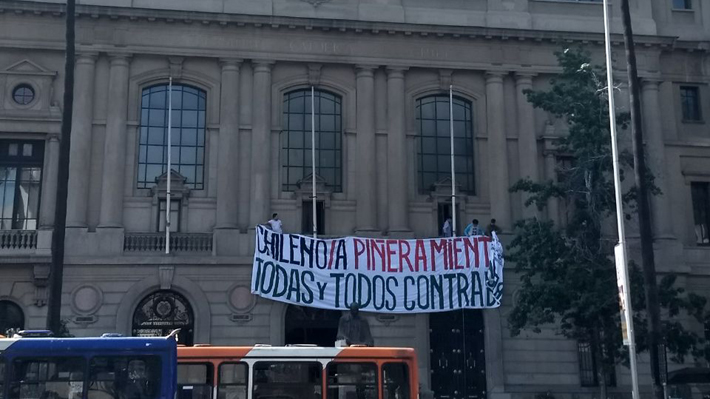 CHILENO/A PIÑERA MIENT
TODAS Y TODOS CONTRA